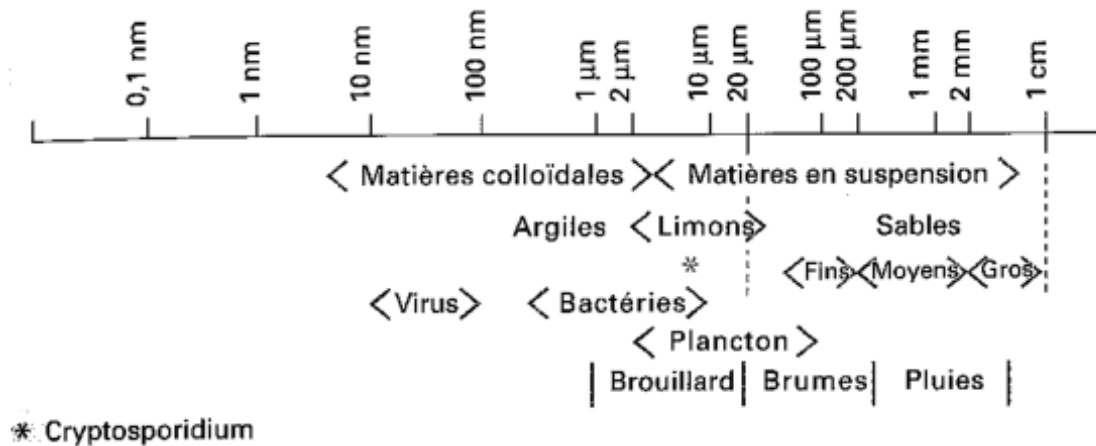 0,1 nm 1 nm 10 nm 100 nm 1 µm 2 µm 10 µm 20 µm 100 µm 200 µm 1 mm 2 mm 1 cm
Matières colloïdales Matières en suspension
Argiles Limons Sables
* Fins Moyens Gros
Virus Bactéries
Plancton
Brouillard Brumes Pluies
* Cryptosporidium